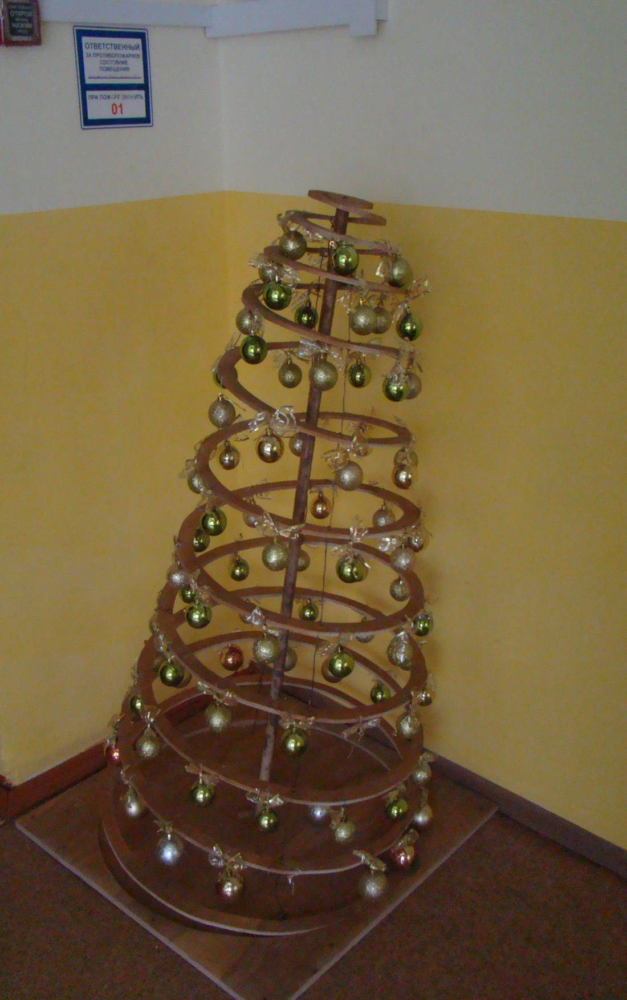 ОТКРОЙ
НАЖМИ
ОТВЕТСТВЕННЫЙ
ЗА ПРОТИВОПОЖАРНОЕ
СОСТОЯНИЕ
ПОМЕЩЕНИЯ
ПРИ ПОЖАРЕ ЗВОНИТЬ
01